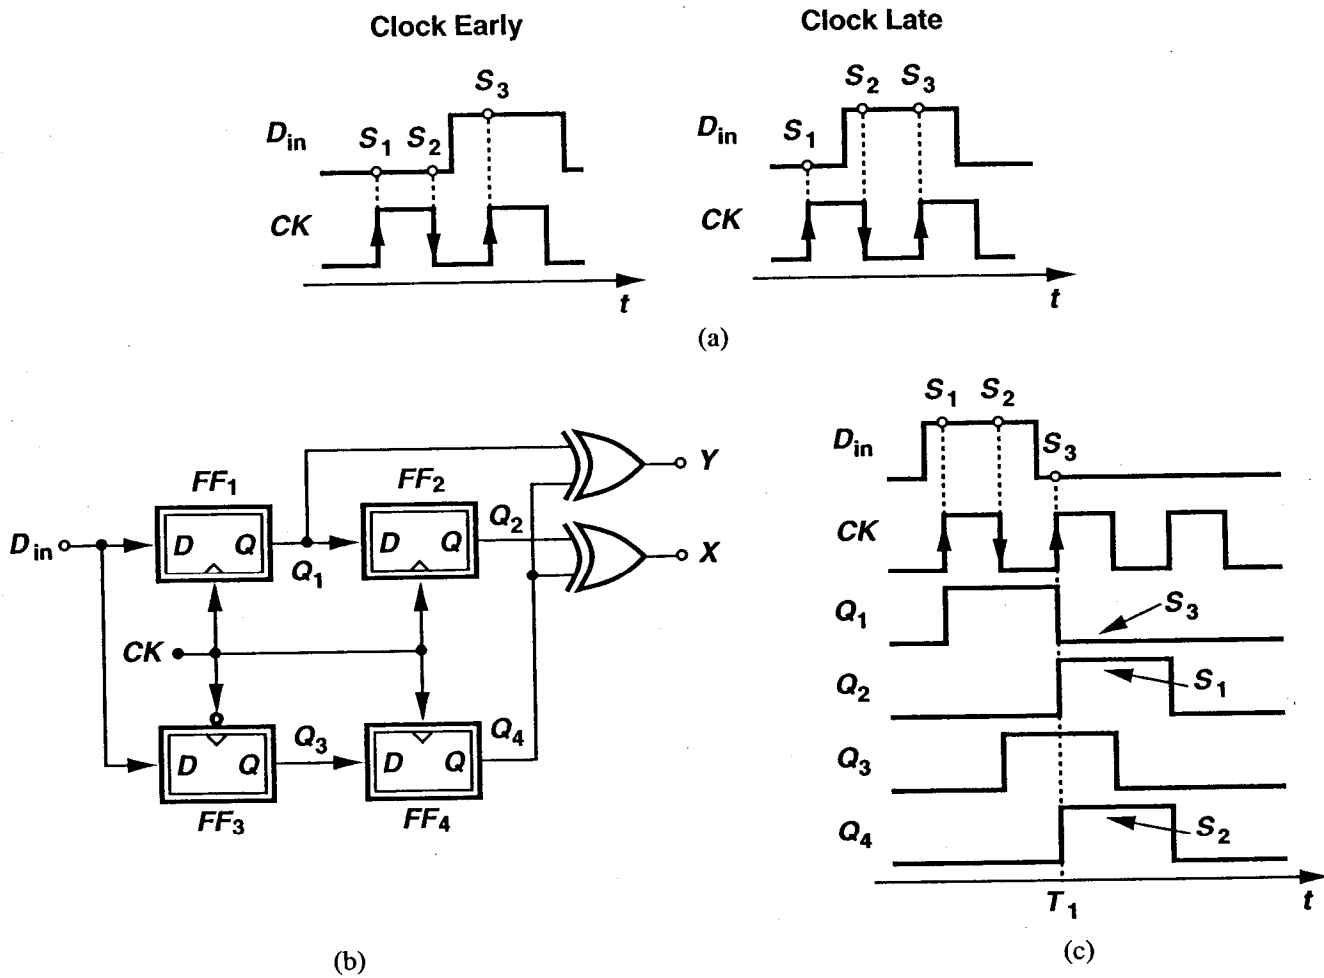 Clock Early
Clock Late
S3
S2 S3
Din S1 S2
Din S1
CK
CK
t
t
(a)
S1 S2
Din S3
CK
Q1 S3
Q2 S1
Q3
Q4 S2
T1 t
(c)
FF1 FF2
Din D Q Q1 D Q Q2
Y
X
CK
D Q Q3 D Q Q4
FF3 FF4
(b)